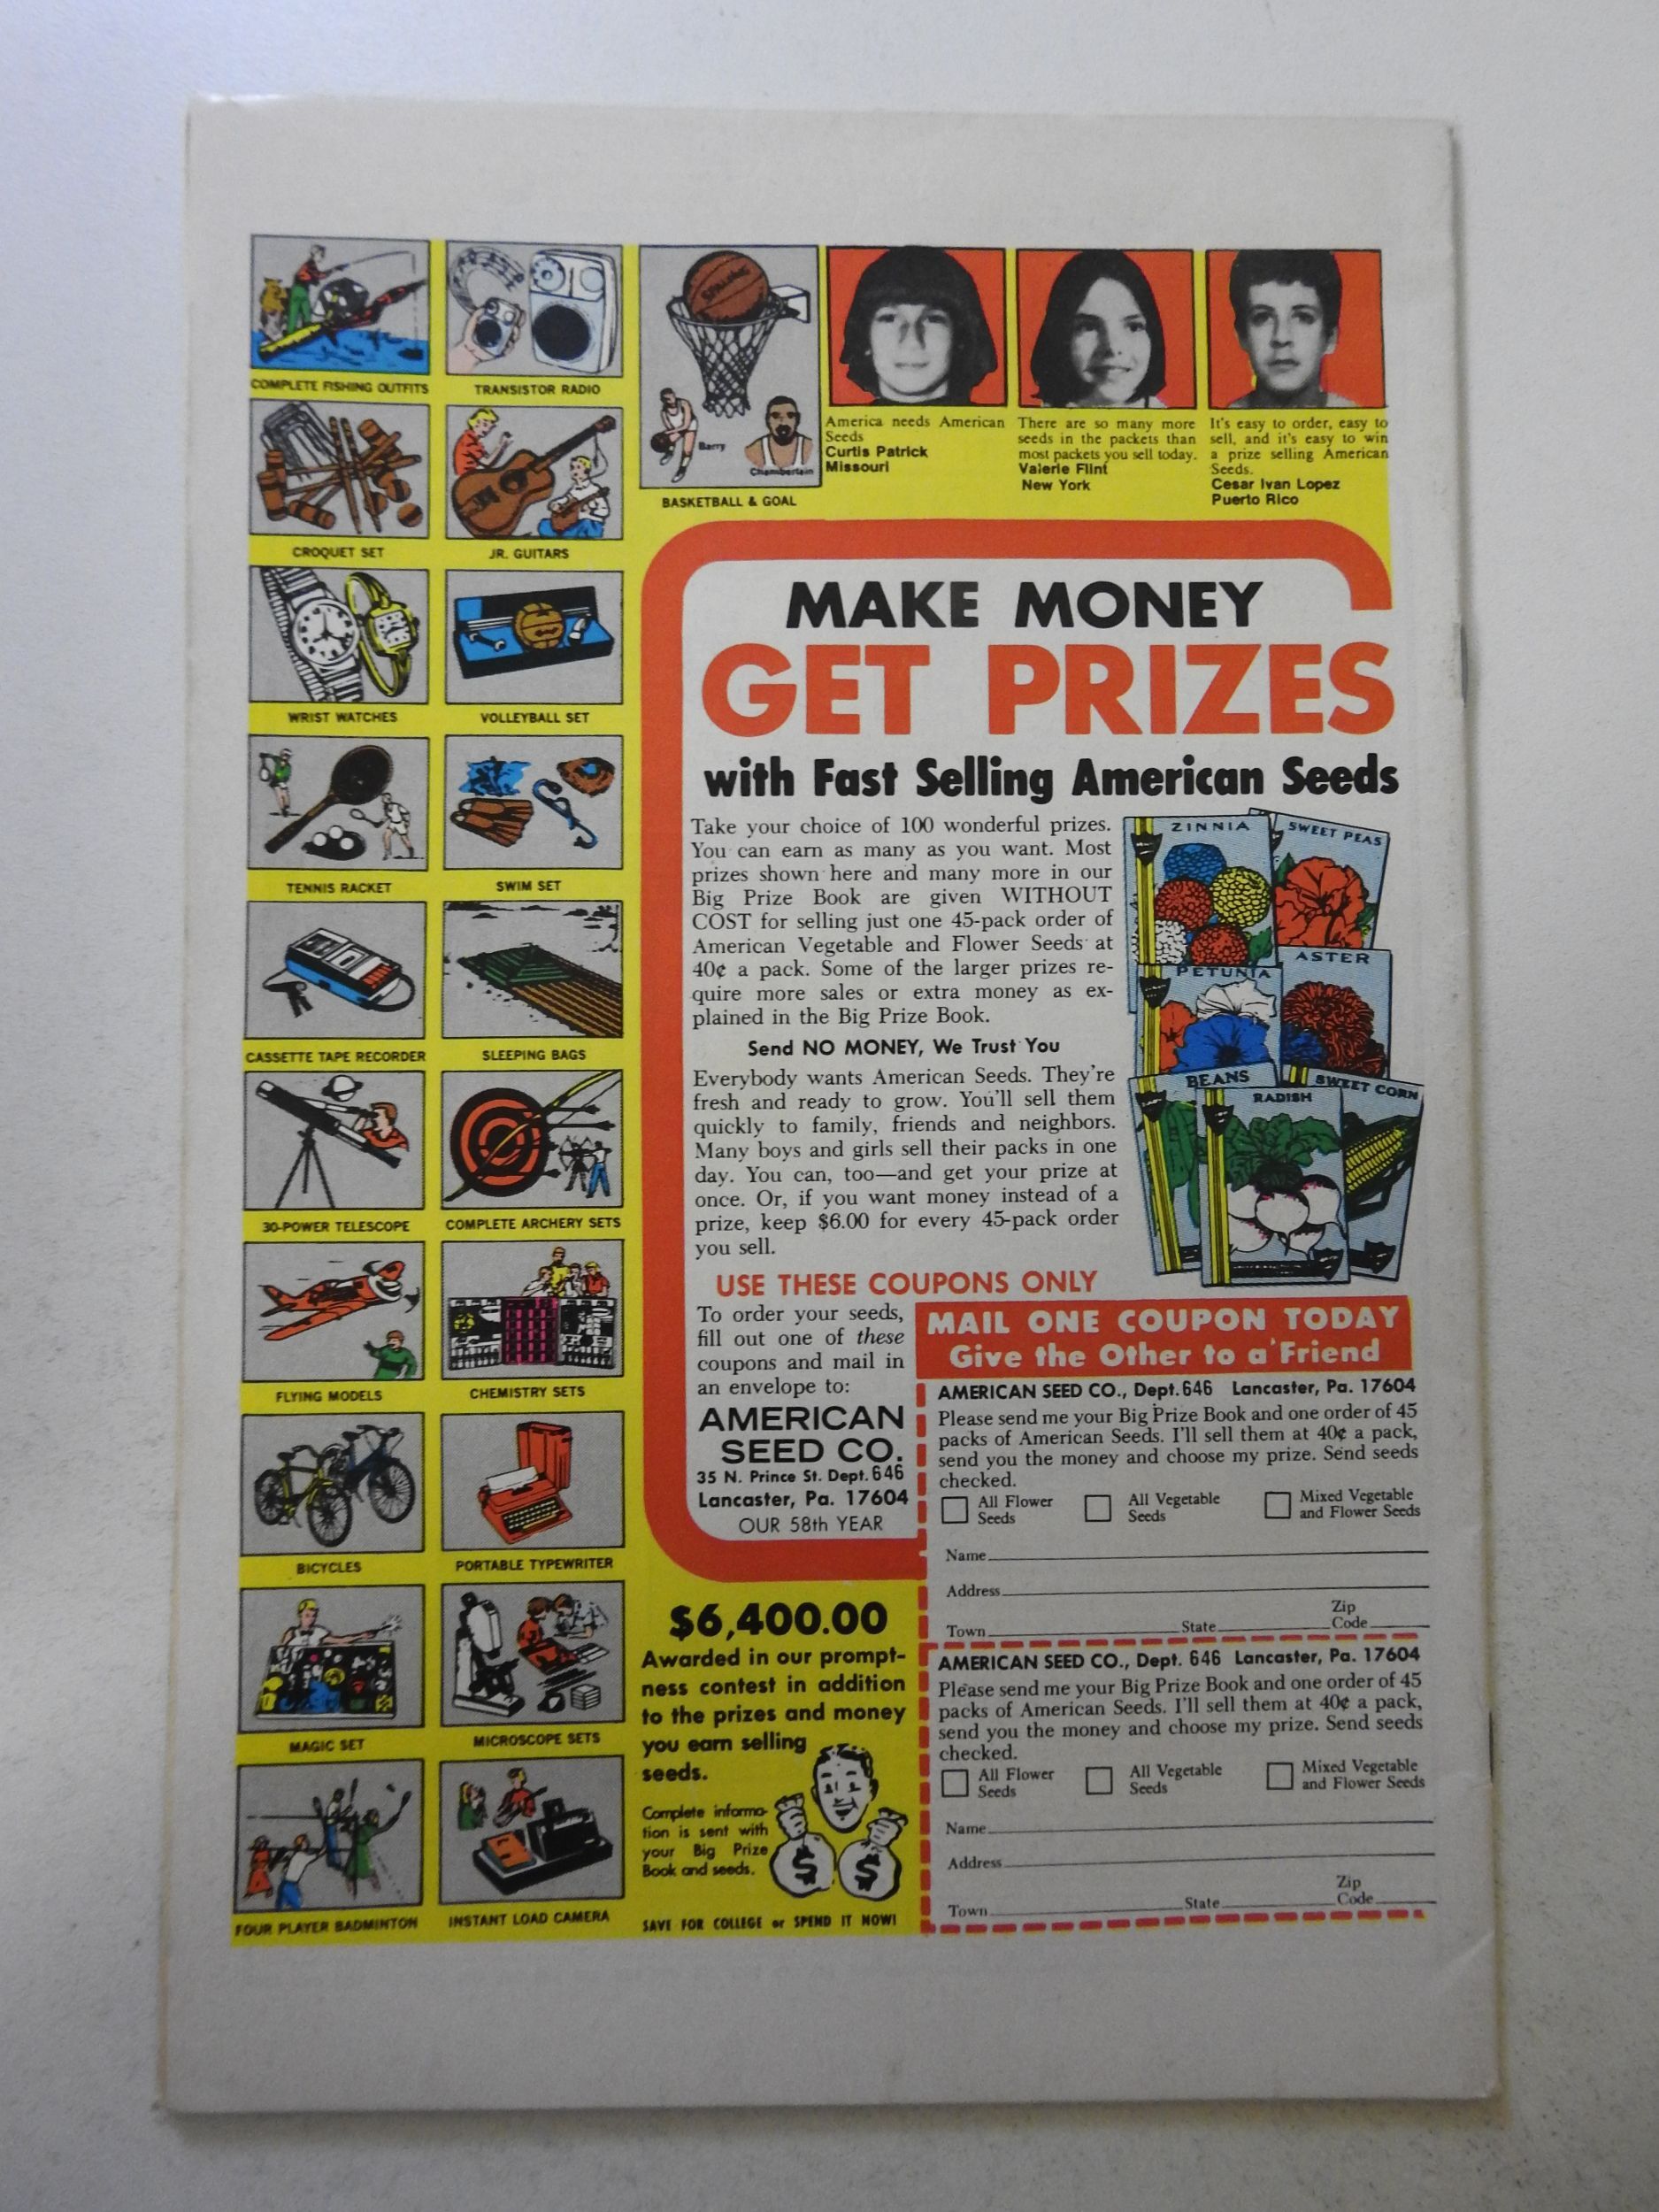 COMPLETE FISHING OUTFITS
TRANSISTOR RADIO
CROQUET SET
JR. GUITARS
WRIST WATCHES
VOLLEYBALL SET
TENNIS RACKET
SWIM SET
CASSETTE TAPE RECORDER
SLEEPING BAGS
30-POWER TELESCOPE
COMPLETE ARCHERY SETS
FLYING MODELS
CHEMISTRY SETS
BICYCLES
PORTABLE TYPEWRITER
MAGIC SET
MICROSCOPE SETS
FOUR PLAYER BADMINTON
INSTANT LOAD CAMERA
SPALDING
Barry
Chamberlain
BASKETBALL & GOAL
America needs American
Seeds
Curtis Patrick
Missouri
There are so many more
seeds in the packets than
most packets you sell today.
Valerie Flint
New York
It's easy to order, easy to
sell, and it's easy to win
a prize selling American
Seeds.
Cesar Ivan Lopez
Puerto Rico
MAKE MONEY
GET PRIZES
with Fast Selling American Seeds
Take your choice of 100 wonderful prizes.
You can earn as many as you want. Most
prizes shown here and many more in our
Big Prize Book are given WITHOUT
COST for selling just one 45-pack order of
American Vegetable and Flower Seeds at
40¢ a pack. Some of the larger prizes re-
quire more sales or extra money as ex-
plained in the Big Prize Book.
Send NO MONEY, We Trust You
Everybody wants American Seeds. They're
fresh and ready to grow. You'll sell them
quickly to family, friends and neighbors.
Many boys and girls sell their packs in one
day. You can, too—and get your prize at
once. Or, if you want money instead of a
prize, keep $6.00 for every 45-pack order
you sell.
ZINNIA
SWEET PEAS
PETUNIA
ASTER
BEANS
RADISH
SWEET CORN
USE THESE COUPONS ONLY
To order your seeds,
fill out one of these
coupons and mail in
an envelope to:
AMERICAN
SEED CO.
35 N. Prince St. Dept. 646
Lancaster, Pa. 17604
OUR 58th YEAR
MAIL ONE COUPON TODAY
Give the Other to a Friend
AMERICAN SEED CO., Dept. 646 Lancaster, Pa. 17604
Please send me your Big Prize Book and one order of 45
packs of American Seeds. I'll sell them at 40¢ a pack,
send you the money and choose my prize. Send seeds
checked.
All Flower
Seeds
All Vegetable
Seeds
Mixed Vegetable
and Flower Seeds
Name
Address
Town State Zip
Code
AMERICAN SEED CO., Dept. 646 Lancaster, Pa. 17604
Please send me your Big Prize Book and one order of 45
packs of American Seeds. I'll sell them at 40¢ a pack,
send you the money and choose my prize. Send seeds
checked.
All Flower
Seeds
All Vegetable
Seeds
Mixed Vegetable
and Flower Seeds
Name
Address
Town State Zip
Code
$6,400.00
Awarded in our prompt-
ness contest in addition
to the prizes and money
you earn selling
seeds.
Complete informa-
tion is sent with
your Big Prize
Book and seeds.
$ $
SAVE FOR COLLEGE or SPEND IT NOW!